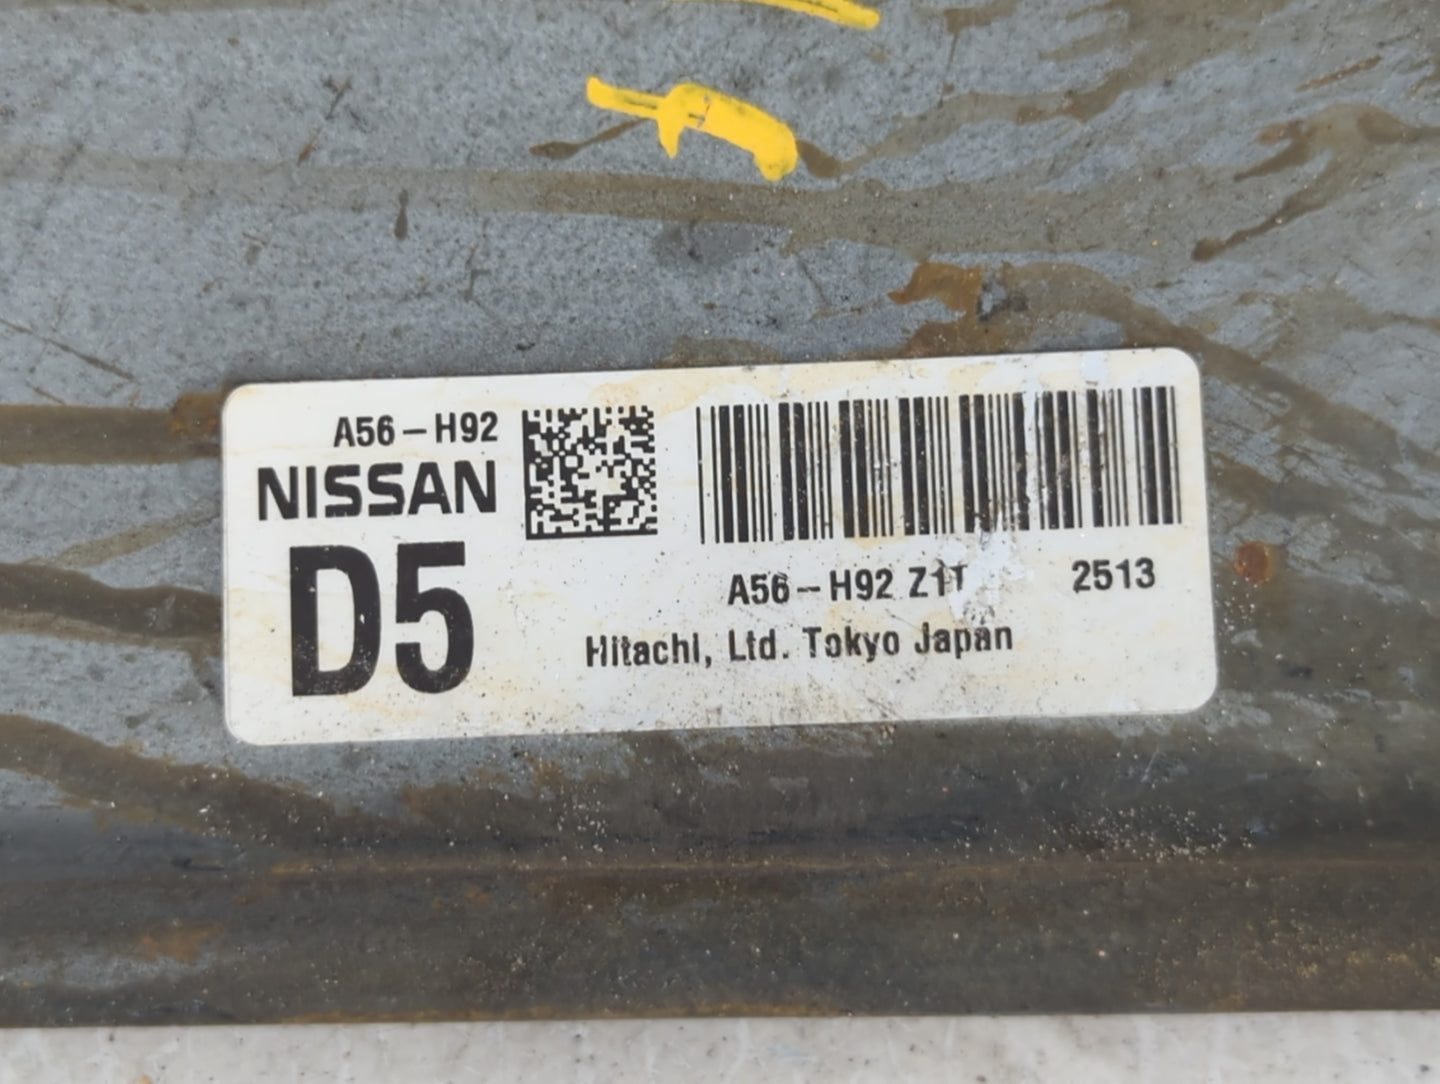 A56-H92
NISSAN
D5
A56-H92 Z1T 2513
Hitachi, Ltd. Tokyo Japan